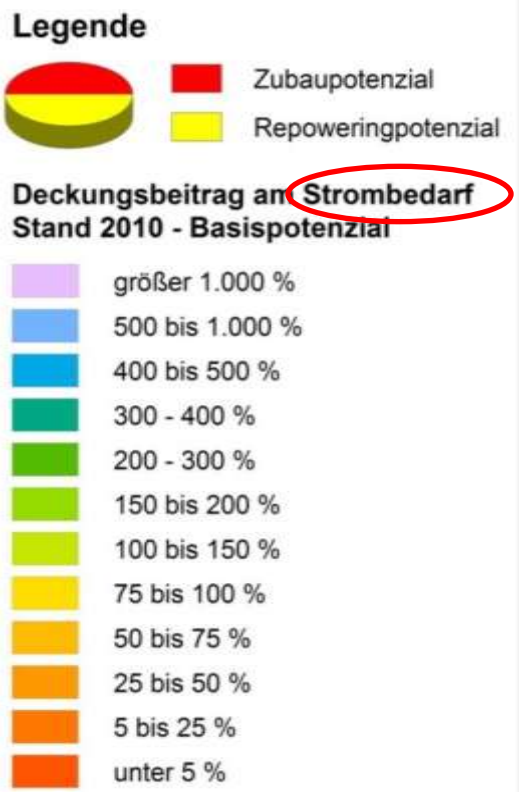 Legende
Zubaupotenzial
Repoweringpotenzial
Deckungsbeitrag am Strombedarf
Stand 2010 - Basispotenzial
größer 1.000 %
500 bis 1.000 %
400 bis 500 %
300 - 400 %
200 - 300 %
150 bis 200 %
100 bis 150 %
75 bis 100 %
50 bis 75 %
25 bis 50 %
5 bis 25 %
unter 5 %